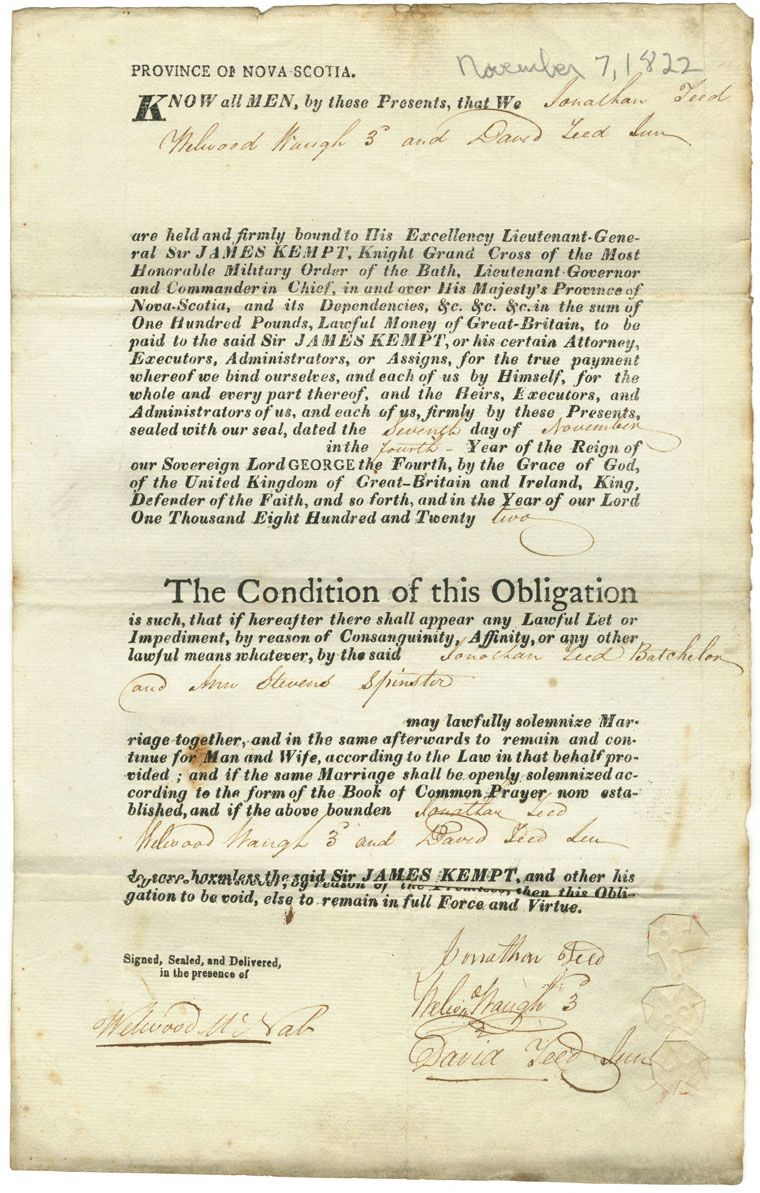 November 7, 1822
PROVINCE OF NOVA-SCOTIA.
KNOW all MEN, by these Presents, that We Jonathan Teed
Welwood Waugh 3d and David Teed Jun
are held and firmly bound to His Excellency Lieutenant-Gene-
ral Sir JAMES KEMPT, Knight Grand Cross of the Most
Honorable Military Order of the Bath, Lieutenant-Governor
and Commander in Chief, in and over His Majesty's Province of
Nova-Scotia, and its Dependencies, &c. &c. &c. in the sum of
One Hundred Pounds, Lawful Money of Great-Britain, to be
paid to the said Sir JAMES KEMPT, or his certain Attorney,
Executors, Administrators, or Assigns, for the true payment
whereof we bind ourselves, and each of us by Himself, for the
whole and every part thereof, and the Heirs, Executors, and
Administrators of us, and each of us, firmly by these Presents,
sealed with our seal, dated the Seventh day of November
in the fourth - Year of the Reign of
our Sovereign Lord GEORGE the Fourth, by the Grace of God,
of the United Kingdom of Great-Britain and Ireland, King,
Defender of the Faith, and so forth, and in the Year of our Lord
One Thousand Eight Hundred and Twenty two
The Condition of this Obligation
is such, that if hereafter there shall appear any Lawful Let or
Impediment, by reason of Consanguinity, Affinity, or any other
lawful means whatever, by the said Jonathan Teed Batchelor
and Ann Stevens Spinster
may lawfully solemnize Mar-
riage together, and in the same afterwards to remain and con-
tinue for Man and Wife, according to the Law in that behalf pro-
vided ; and if the same Marriage shall be openly solemnized ac-
cording to the form of the Book of Common Prayer now esta-
blished, and if the above bounden Jonathan Teed
Welwood Waugh 3d and David Teed Jun
harmless the said Sir JAMES KEMPT, and other his
by reason of the Premises, then this Obli-
gation to be void, else to remain in full Force and Virtue.
Signed, Sealed, and Delivered,
in the presence of
Welwood McNab
Jonathan Teed
Welwd Waugh 3d
David Teed Jun